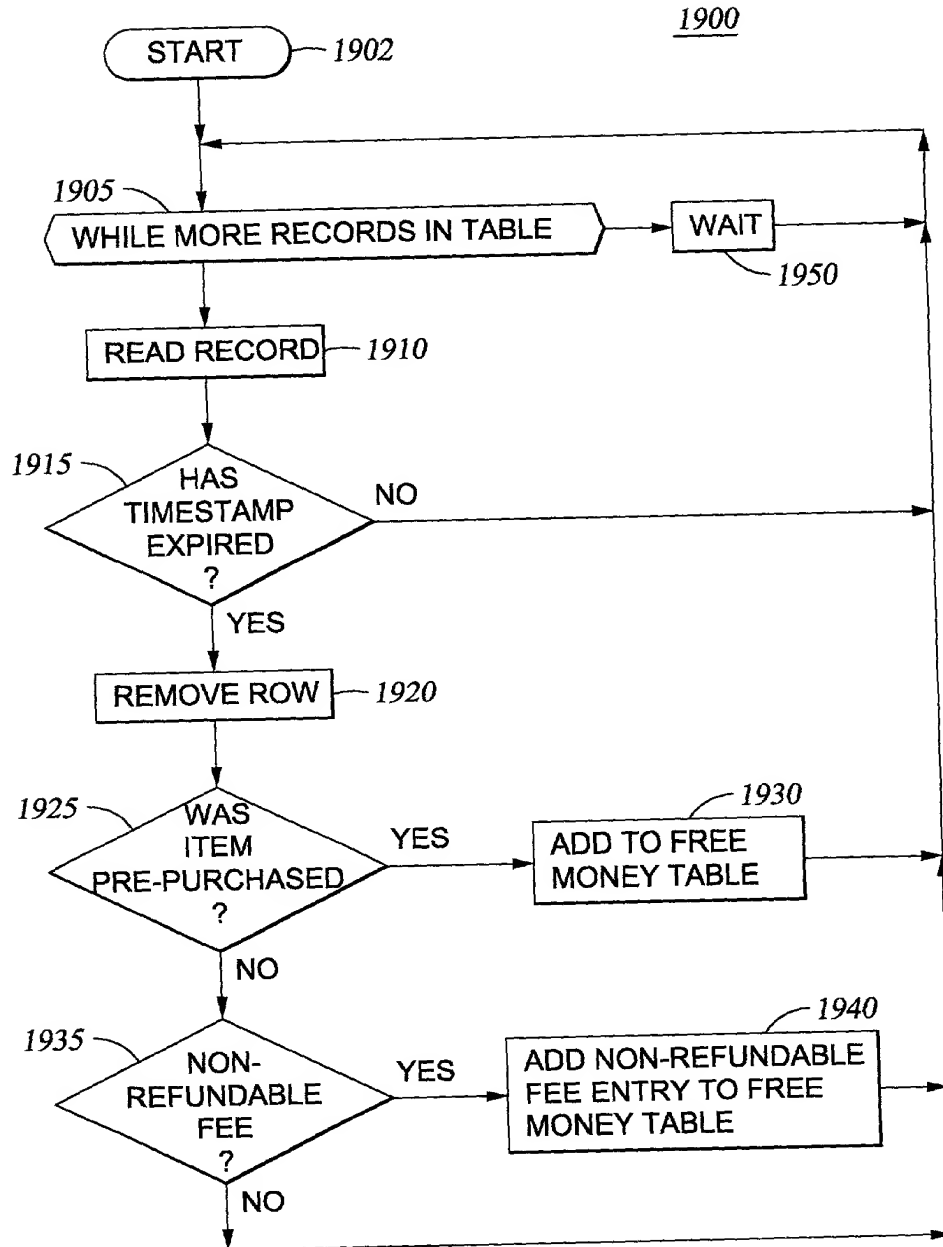 1900
START
1902
1905
WHILE MORE RECORDS IN TABLE
WAIT
1950
READ RECORD
1910
1915
HAS
TIMESTAMP
EXPIRED
?
NO
YES
REMOVE ROW
1920
1925
WAS
ITEM
PRE-PURCHASED
?
YES
1930
ADD TO FREE
MONEY TABLE
NO
1935
NON-
REFUNDABLE
FEE
?
YES
1940
ADD NON-REFUNDABLE
FEE ENTRY TO FREE
MONEY TABLE
NO